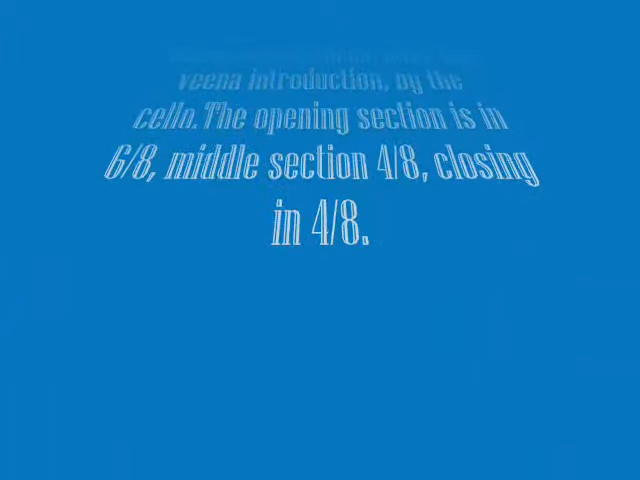 veena introduction, by the
cello. The opening section is in
6/8, middle section 4/8, closing
in 4/8.